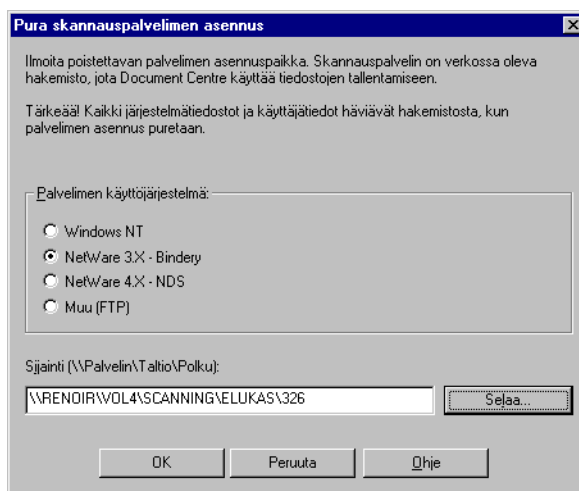 Pura skannauspalvelimen asennus
Ilmoita poistettavan palvelimen asennuspaikka. Skannauspalvelin on verkossa oleva
hakemisto, jota Document Centre käyttää tiedostojen tallentamiseen.
Tärkeää! Kaikki järjestelmätiedostot ja käyttäjätiedot häviävät hakemistosta, kun
palvelimen asennus puretaan.
Palvelimen käyttöjärjestelmä:
Windows NT
NetWare 3.X - Bindery
NetWare 4.X - NDS
Muu (FTP)
Sijainti (\\Palvelin\Taltio\Polku):
\\RENOIR\VOL4\SCANNING\ELUKAS\326
Selaa...
OK
Peruuta
Ohje